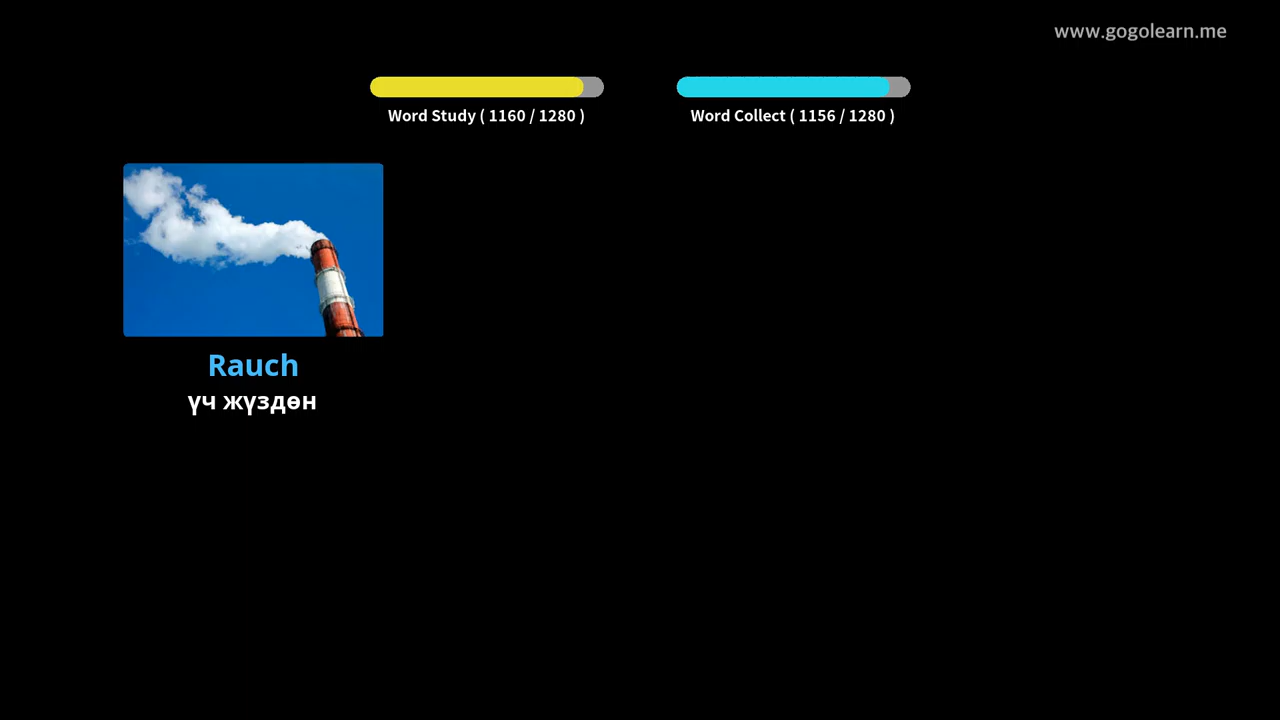 www.gogolearn.me
Word Study ( 1160 / 1280 )
Word Collect ( 1156 / 1280 )
Rauch
үч жүздөн